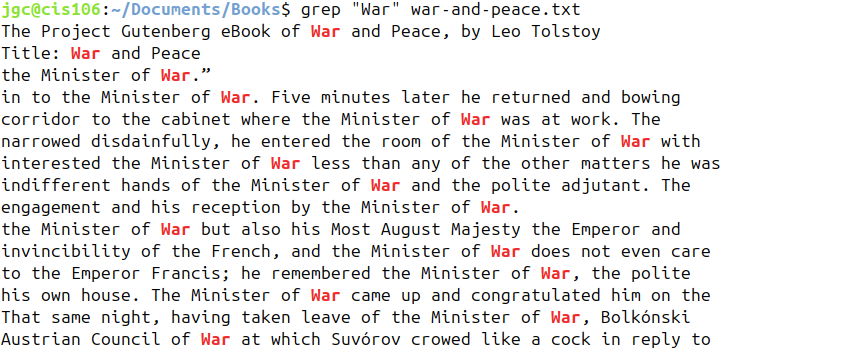 jgc@cis106:~/Documents/Books$ grep "War" war-and-peace.txt
The Project Gutenberg eBook of War and Peace, by Leo Tolstoy
Title: War and Peace
the Minister of War.”
in to the Minister of War. Five minutes later he returned and bowing
corridor to the cabinet where the Minister of War was at work. The
narrowed disdainfully, he entered the room of the Minister of War with
interested the Minister of War less than any of the other matters he was
indifferent hands of the Minister of War and the polite adjutant. The
engagement and his reception by the Minister of War.
the Minister of War but also his Most August Majesty the Emperor and
invincibility of the French, and the Minister of War does not even care
to the Emperor Francis; he remembered the Minister of War, the polite
his own house. The Minister of War came up and congratulated him on the
That same night, having taken leave of the Minister of War, Bolkónski
Austrian Council of War at which Suvórov crowed like a cock in reply to